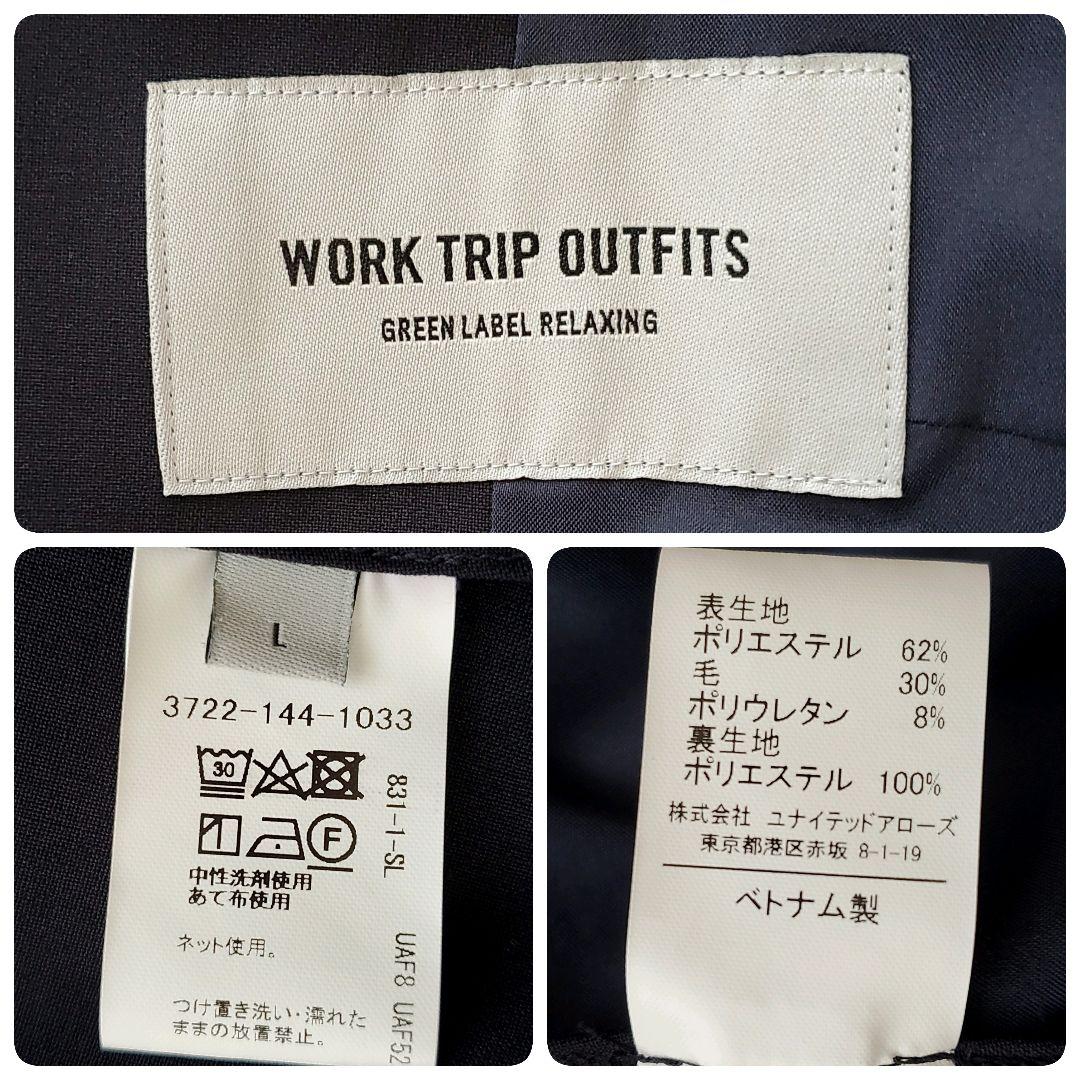 WORK TRIP OUTFITS
GREEN LABEL RELAXING
L
3722-144-1033
30
F
中性洗剤使用
あて布使用
ネット使用。
つけ置き洗い・濡れた
ままの放置禁止。
831-1-SL
UAF8 UAF52
表生地
ポリエステル 62%
毛 30%
ポリウレタン 8%
裏生地
ポリエステル 100%
株式会社 ユナイテッドアローズ
東京都港区赤坂 8-1-19
ベトナム製